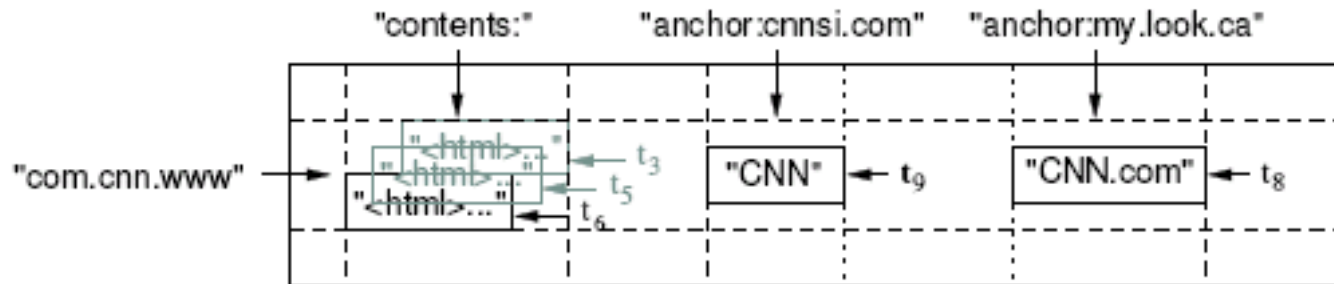 "contents:" "anchor:cnnsi.com" "anchor:my.look.ca"
"<html>..." t3
"com.cnn.www" "<html>..." t5 "CNN" t9 "CNN.com" t8
"<html>..." t6